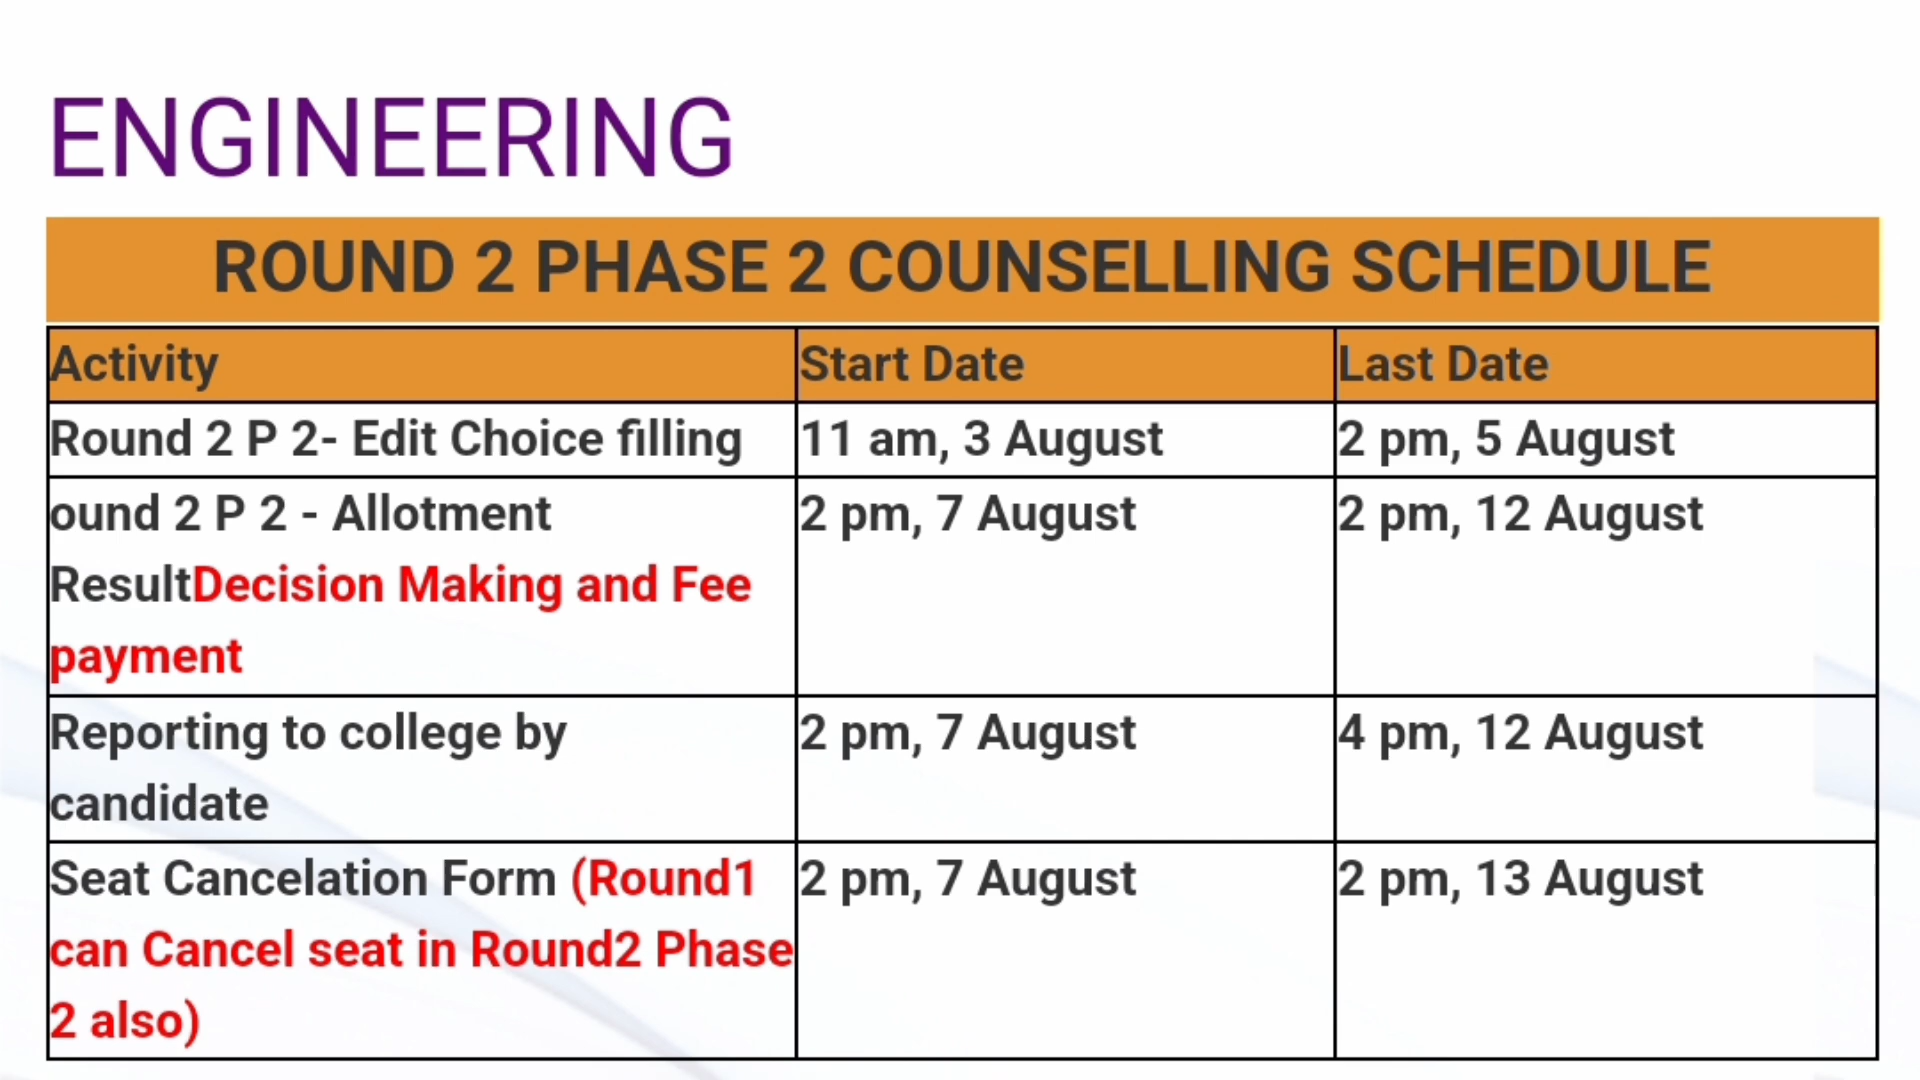 ENGINEERING
ROUND 2 PHASE 2 COUNSELLING SCHEDULE
Activity Start Date Last Date
Round 2 P 2- Edit Choice filling 11 am, 3 August 2 pm, 5 August
ound 2 P 2 - Allotment 2 pm, 7 August 2 pm, 12 August
ResultDecision Making and Fee
payment
Reporting to college by 2 pm, 7 August 4 pm, 12 August
candidate
Seat Cancelation Form (Round1 2 pm, 7 August 2 pm, 13 August
can Cancel seat in Round2 Phase
2 also)